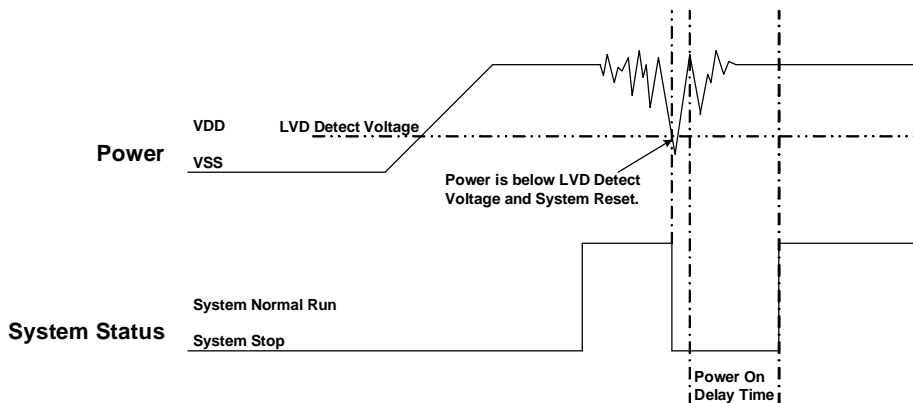 VDD
LVD Detect Voltage
Power
VSS
Power is below LVD Detect
Voltage and System Reset.
System Normal Run
System Status
System Stop
Power On
Delay Time